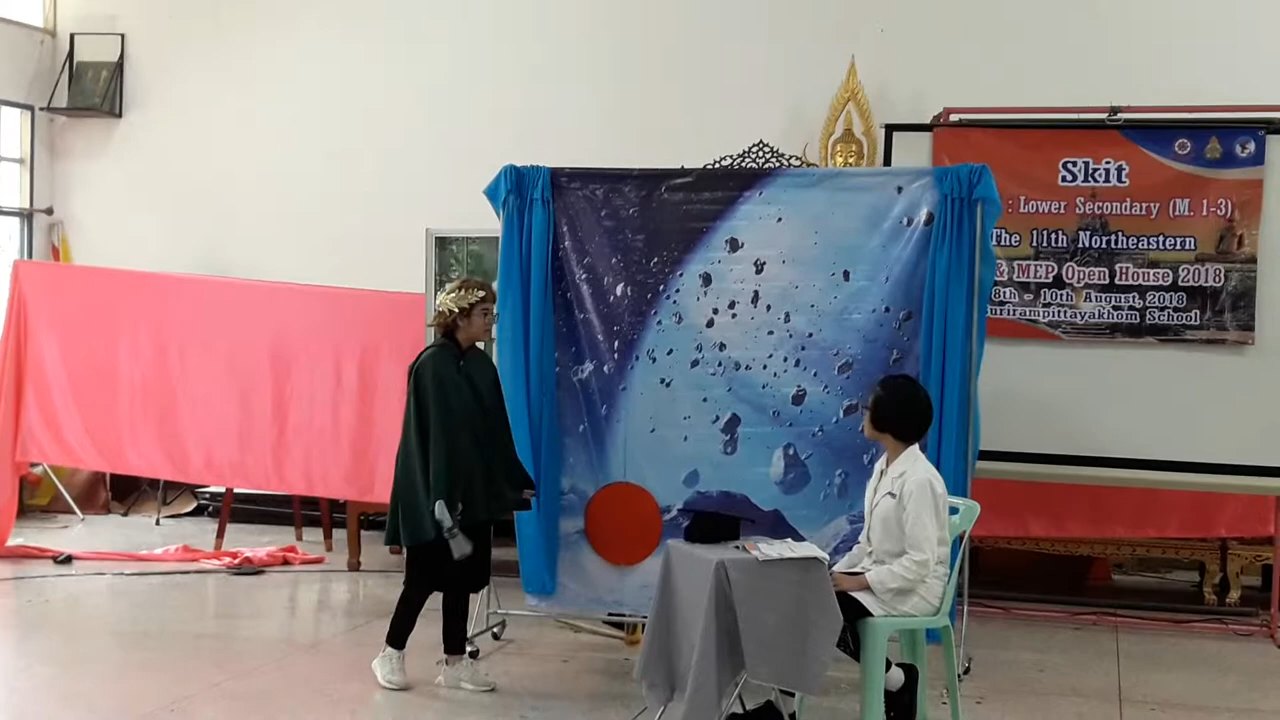 Skit
: Lower Secondary (M. 1-3)
The 11th Northeastern
& MEP Open House 2018
8th - 10th August, 2018
urirampittayakhom School